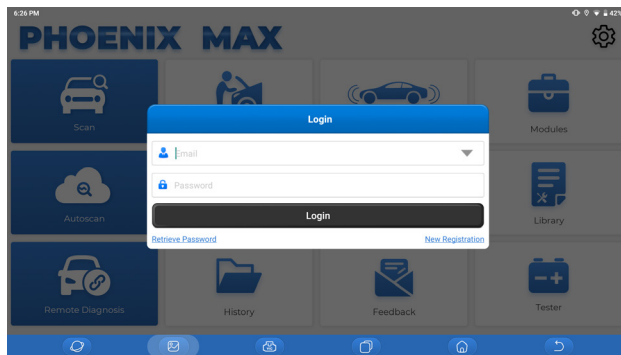 6:26 PM
42%
PHOENIX MAX
Scan
Modules
Login
Email
Password
Login
Retrieve Password
New Registration
Autoscan
Library
Remote Diagnosis
History
Feedback
Tester